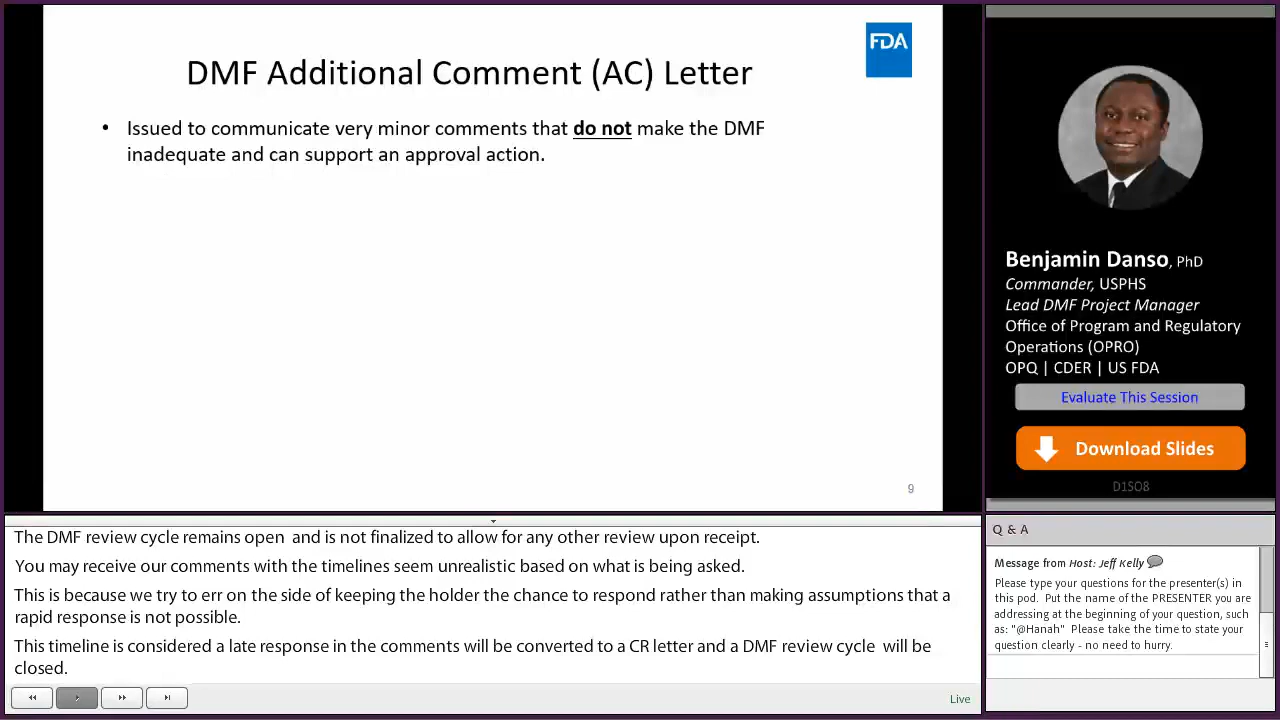 FDA
DMF Additional Comment (AC) Letter
• Issued to communicate very minor comments that do not make the DMF
inadequate and can support an approval action.
9
Benjamin Danso, PhD
Commander, USPHS
Lead DMF Project Manager
Office of Program and Regulatory
Operations (OPRO)
OPQ | CDER | US FDA
Evaluate This Session
Download Slides
D1SO8
The DMF review cycle remains open and is not finalized to allow for any other review upon receipt.
You may receive our comments with the timelines seem unrealistic based on what is being asked.
This is because we try to err on the side of keeping the holder the chance to respond rather than making assumptions that a
rapid response is not possible.
This timeline is considered a late response in the comments will be converted to a CR letter and a DMF review cycle will be
closed.
Live
Q & A
Message from Host: Jeff Kelly
Please type your questions for the presenter(s) in
this pod. Put the name of the PRESENTER you are
addressing at the beginning of your question, such
as: "@Hanah" Please take the time to state your
question clearly - no need to hurry.